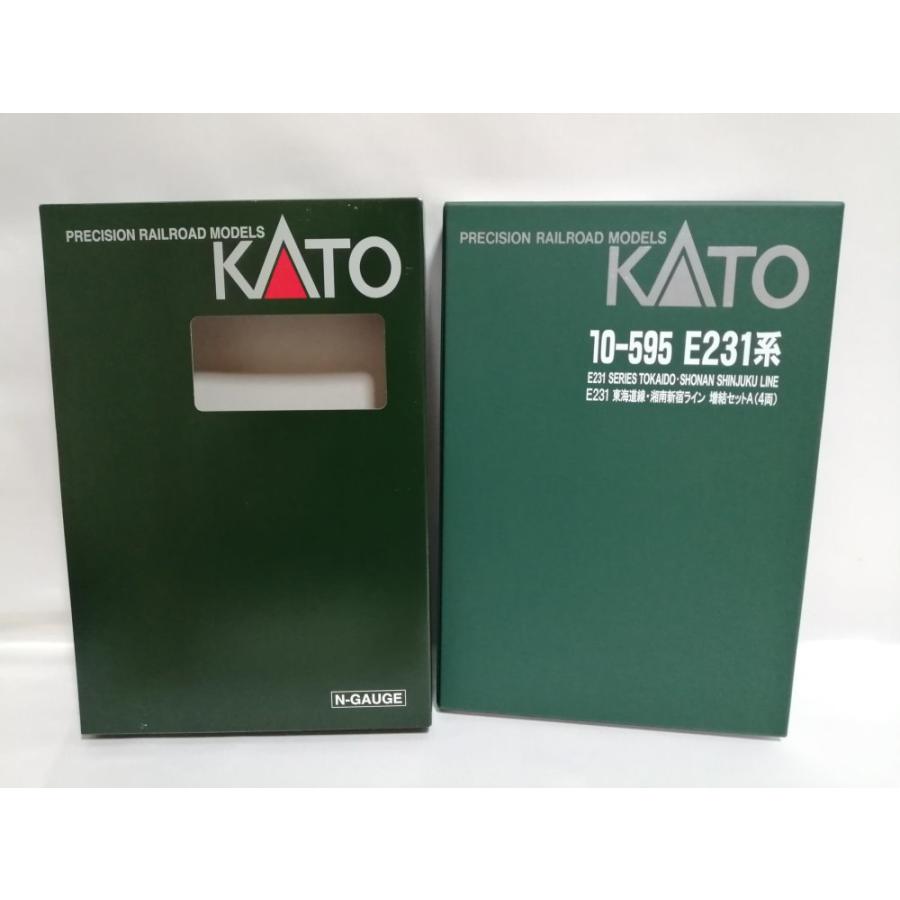 PRECISION RAILROAD MODELS
KATO
N-GAUGE
PRECISION RAILROAD MODELS
KATO
10-595 E231系
E231 SERIES TOKAIDO・SHONAN SHINJUKU LINE
E231 東海道線・湘南新宿ライン 増結セットA(4両)